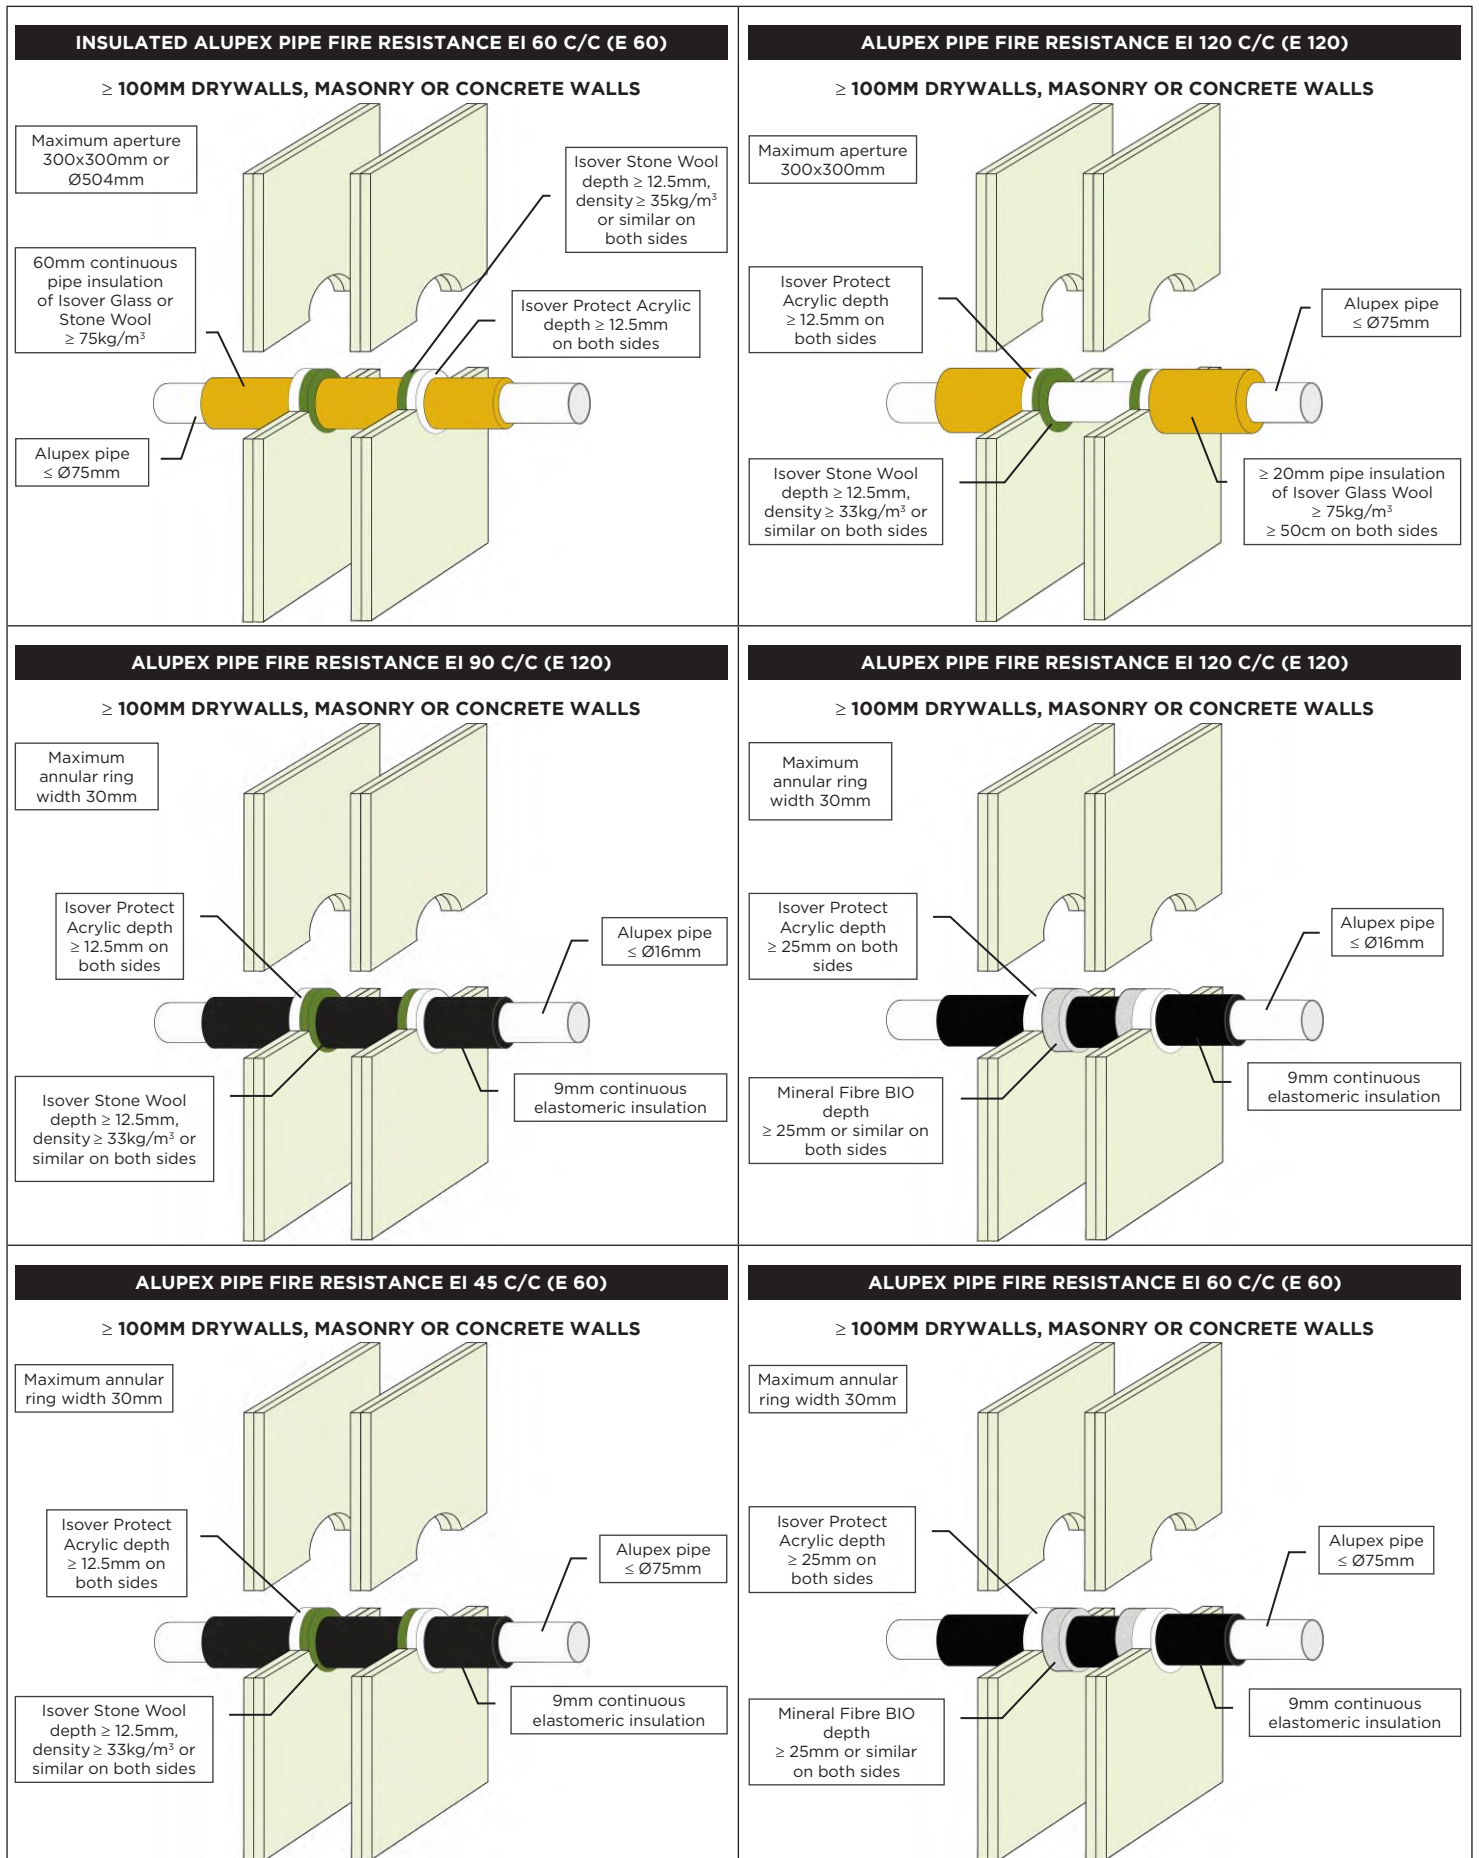 INSULATED ALUPEX PIPE FIRE RESISTANCE EI 60 C/C (E 60)
≥ 100MM DRYWALLS, MASONRY OR CONCRETE WALLS
Maximum aperture
300x300mm or
Ø504mm
Isover Stone Wool
depth ≥ 12.5mm,
density ≥ 35kg/m³
or similar on
both sides
60mm continuous
pipe insulation
of Isover Glass or
Stone Wool
≥ 75kg/m³
Isover Protect Acrylic
depth ≥ 12.5mm
on both sides
Alupex pipe
≤ Ø75mm
ALUPEX PIPE FIRE RESISTANCE EI 120 C/C (E 120)
≥ 100MM DRYWALLS, MASONRY OR CONCRETE WALLS
Maximum aperture
300x300mm
Isover Protect
Acrylic depth
≥ 12.5mm on
both sides
Alupex pipe
≤ Ø75mm
Isover Stone Wool
depth ≥ 12.5mm,
density ≥ 33kg/m³ or
similar on both sides
≥ 20mm pipe insulation
of Isover Glass Wool
≥ 75kg/m³
≥ 50cm on both sides
ALUPEX PIPE FIRE RESISTANCE EI 90 C/C (E 120)
≥ 100MM DRYWALLS, MASONRY OR CONCRETE WALLS
Maximum
annular ring
width 30mm
Isover Protect
Acrylic depth
≥ 12.5mm on
both sides
Alupex pipe
≤ Ø16mm
Isover Stone Wool
depth ≥ 12.5mm,
density ≥ 33kg/m³ or
similar on both sides
9mm continuous
elastomeric insulation
ALUPEX PIPE FIRE RESISTANCE EI 120 C/C (E 120)
≥ 100MM DRYWALLS, MASONRY OR CONCRETE WALLS
Maximum
annular ring
width 30mm
Isover Protect
Acrylic depth
≥ 25mm on both
sides
Alupex pipe
≤ Ø16mm
Mineral Fibre BIO
depth
≥ 25mm or similar on
both sides
9mm continuous
elastomeric insulation
ALUPEX PIPE FIRE RESISTANCE EI 45 C/C (E 60)
≥ 100MM DRYWALLS, MASONRY OR CONCRETE WALLS
Maximum annular
ring width 30mm
Isover Protect
Acrylic depth
≥ 12.5mm on
both sides
Alupex pipe
≤ Ø75mm
Isover Stone Wool
depth ≥ 12.5mm,
density ≥ 33kg/m³ or
similar on both sides
9mm continuous
elastomeric insulation
ALUPEX PIPE FIRE RESISTANCE EI 60 C/C (E 60)
≥ 100MM DRYWALLS, MASONRY OR CONCRETE WALLS
Maximum annular
ring width 30mm
Isover Protect
Acrylic depth
≥ 25mm on
both sides
Alupex pipe
≤ Ø75mm
Mineral Fibre BIO
depth
≥ 25mm or similar
on both sides
9mm continuous
elastomeric insulation